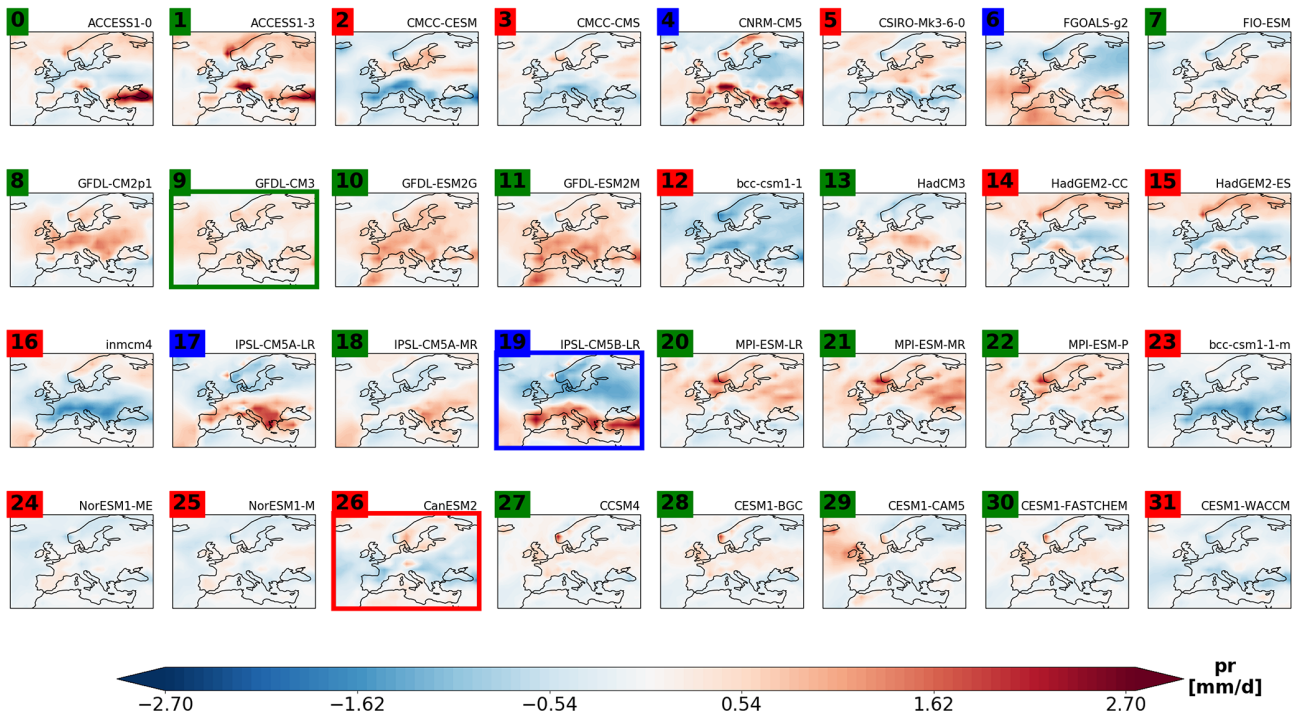 0 ACCESS1-0
1 ACCESS1-3
2 CMCC-CESM
3 CMCC-CMS
4 CNRM-CM5
5 CSIRO-Mk3-6-0
6 FGOALS-g2
7 FIO-ESM
8 GFDL-CM2p1
9 GFDL-CM3
10 GFDL-ESM2G
11 GFDL-ESM2M
12 bcc-csm1-1
13 HadCM3
14 HadGEM2-CC
15 HadGEM2-ES
16 inmcm4
17 IPSL-CM5A-LR
18 IPSL-CM5A-MR
19 IPSL-CM5B-LR
20 MPI-ESM-LR
21 MPI-ESM-MR
22 MPI-ESM-P
23 bcc-csm1-1-m
24 NorESM1-ME
25 NorESM1-M
26 CanESM2
27 CCSM4
28 CESM1-BGC
29 CESM1-CAM5
30 CESM1-FASTCHEM
31 CESM1-WACCM
−2.70 −1.62 −0.54 0.54 1.62 2.70
pr
[mm/d]